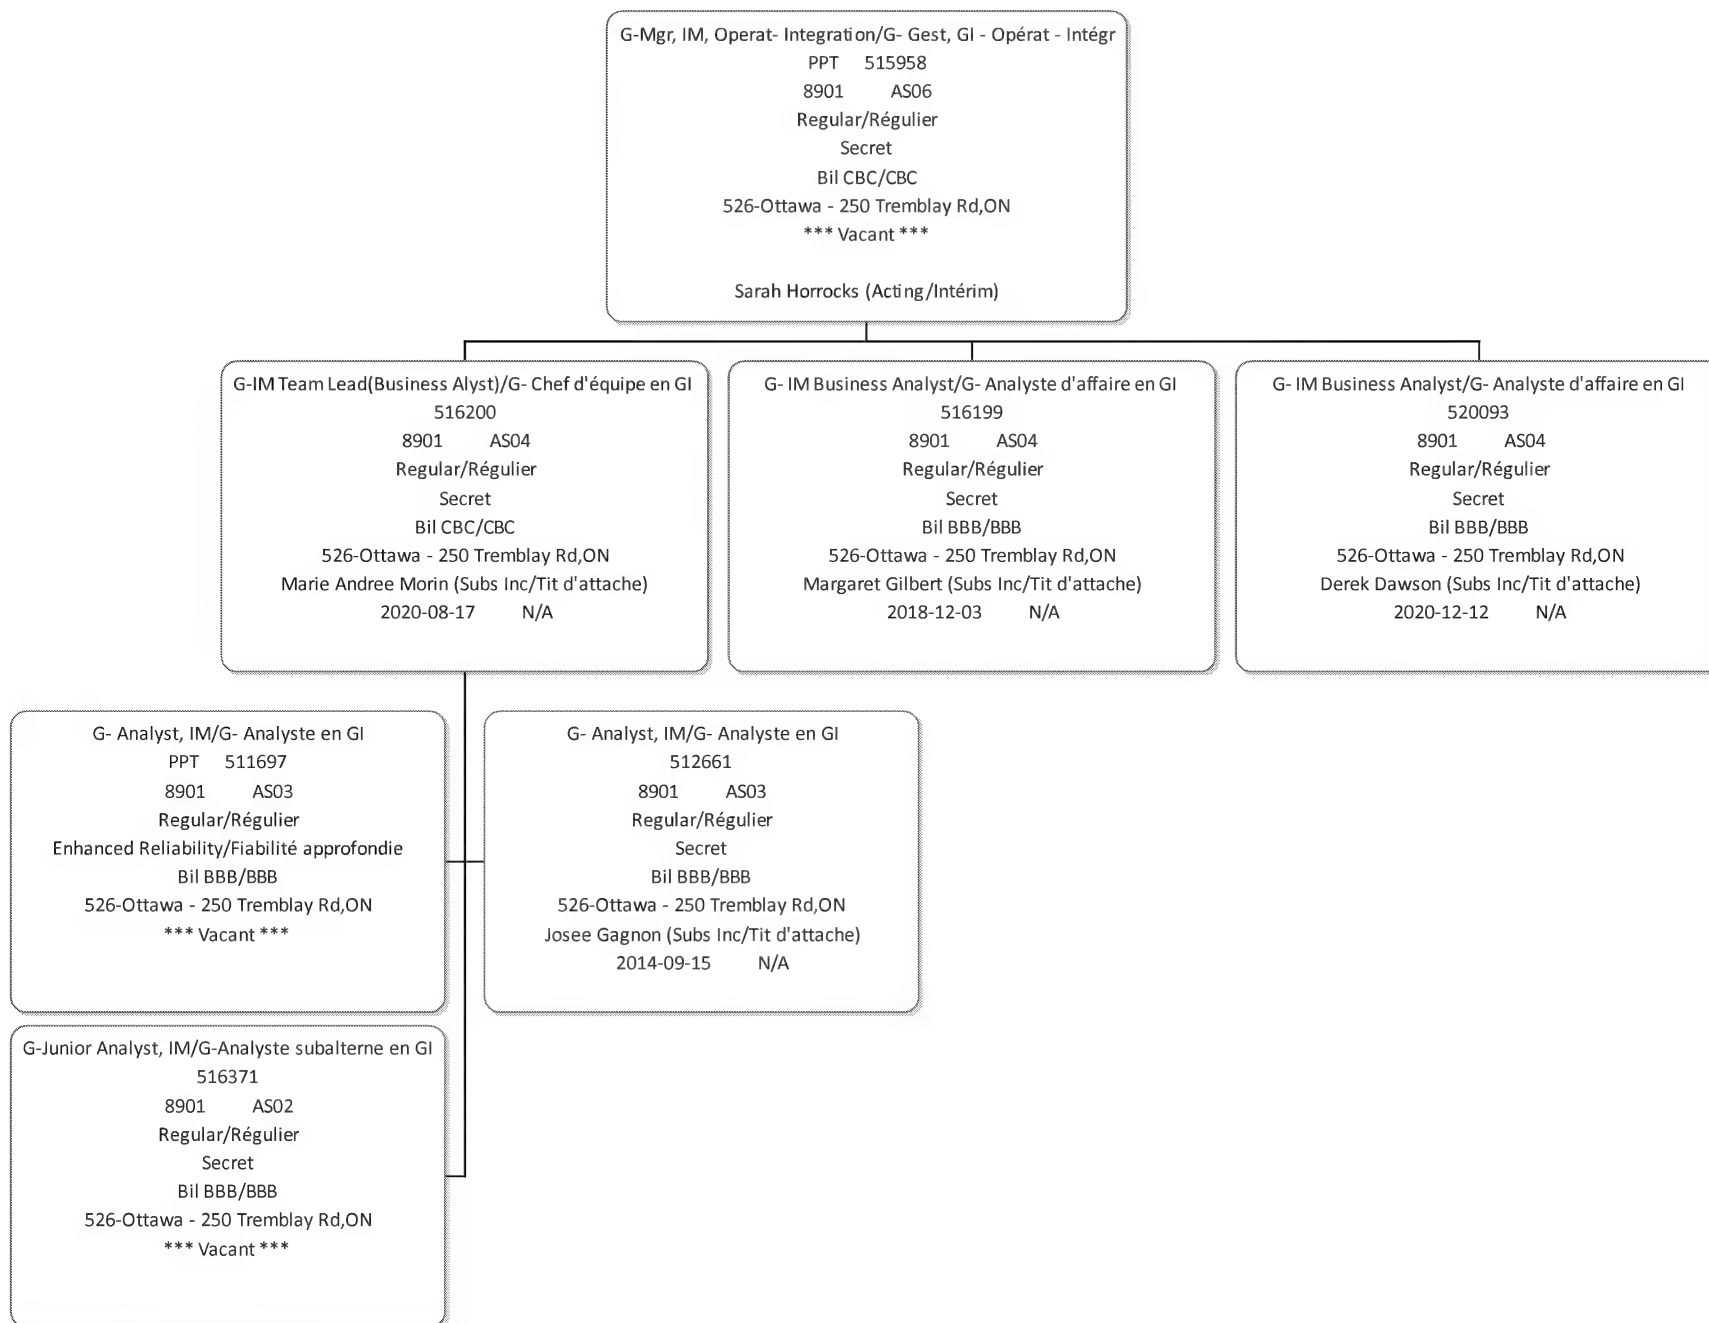 G-Mgr, IM, Operat- Integration/G- Gest, GI - Opérat - Intégr
PPT 515958
8901 AS06
Regular/Régulier
Secret
Bil CBC/CBC
526-Ottawa - 250 Tremblay Rd,ON
*** Vacant ***
Sarah Horrocks (Acting/Intérim)
G-IM Team Lead(Business Alyst)/G- Chef d'équipe en GI
516200
8901 AS04
Regular/Régulier
Secret
Bil CBC/CBC
526-Ottawa - 250 Tremblay Rd,ON
Marie Andree Morin (Subs Inc/Tit d'attache)
2020-08-17 N/A
G- IM Business Analyst/G- Analyste d'affaire en GI
516199
8901 AS04
Regular/Régulier
Secret
Bil BBB/BBB
526-Ottawa - 250 Tremblay Rd,ON
Margaret Gilbert (Subs Inc/Tit d'attache)
2018-12-03 N/A
G- IM Business Analyst/G- Analyste d'affaire en GI
520093
8901 AS04
Regular/Régulier
Secret
Bil BBB/BBB
526-Ottawa - 250 Tremblay Rd,ON
Derek Dawson (Subs Inc/Tit d'attache)
2020-12-12 N/A
G- Analyst, IM/G- Analyste en GI
PPT 511697
8901 AS03
Regular/Régulier
Enhanced Reliability/Fiabilité approfondie
Bil BBB/BBB
526-Ottawa - 250 Tremblay Rd,ON
*** Vacant ***
G- Analyst, IM/G- Analyste en GI
512661
8901 AS03
Regular/Régulier
Secret
Bil BBB/BBB
526-Ottawa - 250 Tremblay Rd,ON
Josee Gagnon (Subs Inc/Tit d'attache)
2014-09-15 N/A
G-Junior Analyst, IM/G-Analyste subalterne en GI
516371
8901 AS02
Regular/Régulier
Secret
Bil BBB/BBB
526-Ottawa - 250 Tremblay Rd,ON
*** Vacant ***